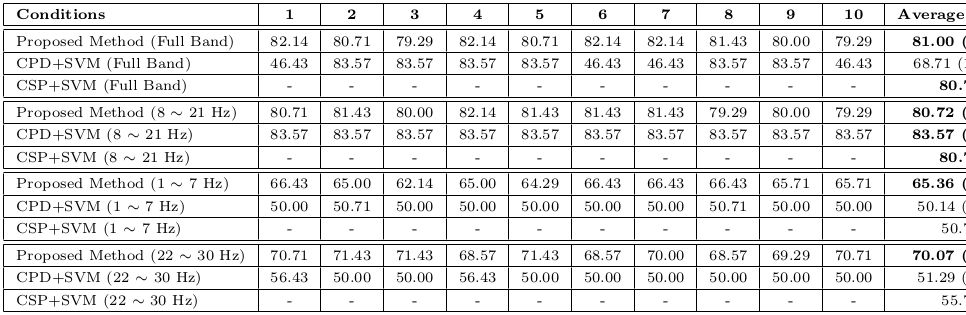 Conditions 1 2 3 4 5 6 7 8 9 10 Average
Proposed Method (Full Band) 82.14 80.71 79.29 82.14 80.71 82.14 82.14 81.43 80.00 79.29 81.00 (
CPD+SVM (Full Band) 46.43 83.57 83.57 83.57 83.57 46.43 46.43 83.57 83.57 46.43 68.71 (
CSP+SVM (Full Band) - - - - - - - - - - 80.7
Proposed Method (8 ∼ 21 Hz) 80.71 81.43 80.00 82.14 81.43 81.43 81.43 79.29 80.00 79.29 80.72 (
CPD+SVM (8 ∼ 21 Hz) 83.57 83.57 83.57 83.57 83.57 83.57 83.57 83.57 83.57 83.57 83.57 (
CSP+SVM (8 ∼ 21 Hz) - - - - - - - - - - 80.7
Proposed Method (1 ∼ 7 Hz) 66.43 65.00 62.14 65.00 64.29 66.43 66.43 66.43 65.71 65.71 65.36 (
CPD+SVM (1 ∼ 7 Hz) 50.00 50.71 50.00 50.00 50.00 50.00 50.00 50.71 50.00 50.00 50.14 (
CSP+SVM (1 ∼ 7 Hz) - - - - - - - - - - 50.7
Proposed Method (22 ∼ 30 Hz) 70.71 71.43 71.43 68.57 71.43 68.57 70.00 68.57 69.29 70.71 70.07 (
CPD+SVM (22 ∼ 30 Hz) 56.43 50.00 50.00 56.43 50.00 50.00 50.00 50.00 50.00 50.00 51.29 (
CSP+SVM (22 ∼ 30 Hz) - - - - - - - - - - 55.7